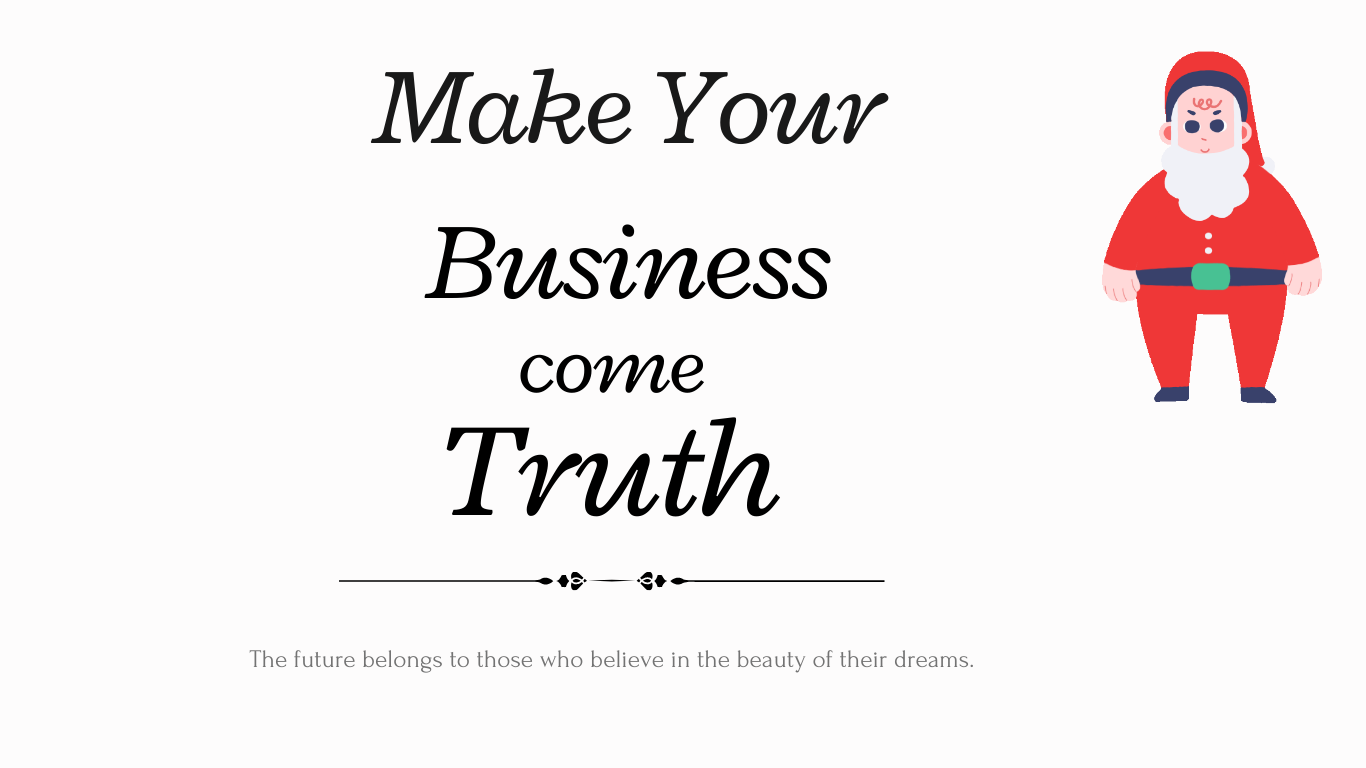 Make Your
Business
come
Truth
The future belongs to those who believe in the beauty of their dreams.